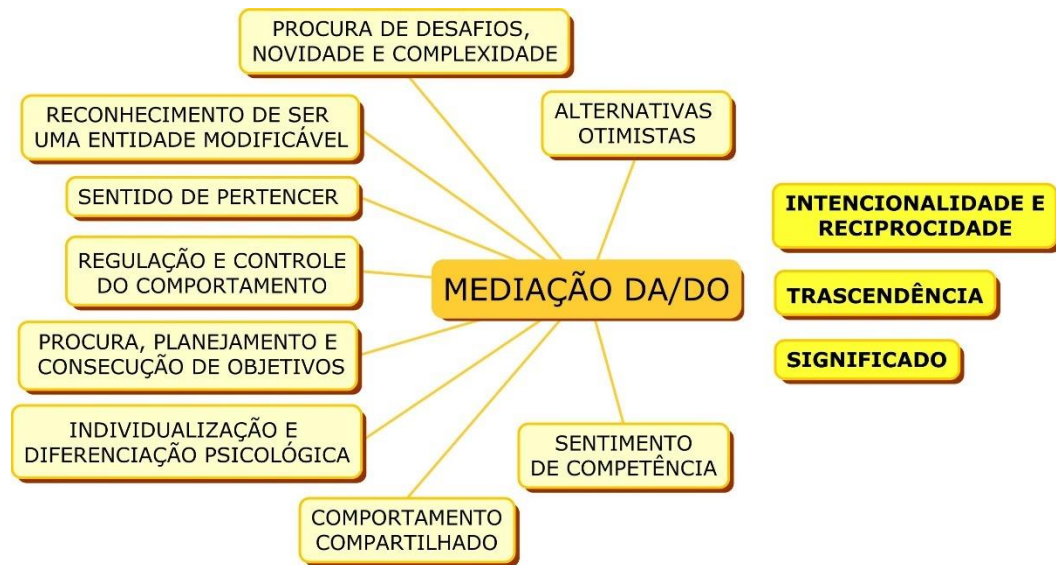 PROCURA DE DESAFIOS,
NOVIDADE E COMPLEXIDADE
ALTERNATIVAS
OTIMISTAS
RECONHECIMENTO DE SER
UMA ENTIDADE MODIFICÁVEL
SENTIDO DE PERTENCER
REGULAÇÃO E CONTROLE
DO COMPORTAMENTO
PROCURA, PLANEJAMENTO E
CONSECUÇÃO DE OBJETIVOS
INDIVIDUALIZAÇÃO E
DIFERENCIAÇÃO PSICOLÓGICA
COMPORTAMENTO
COMPARTILHADO
SENTIMENTO
DE COMPETÊNCIA
MEDIAÇÃO DA/DO
INTENCIONALIDADE E
RECIPROCIDADE
TRASCENDÊNCIA
SIGNIFICADO